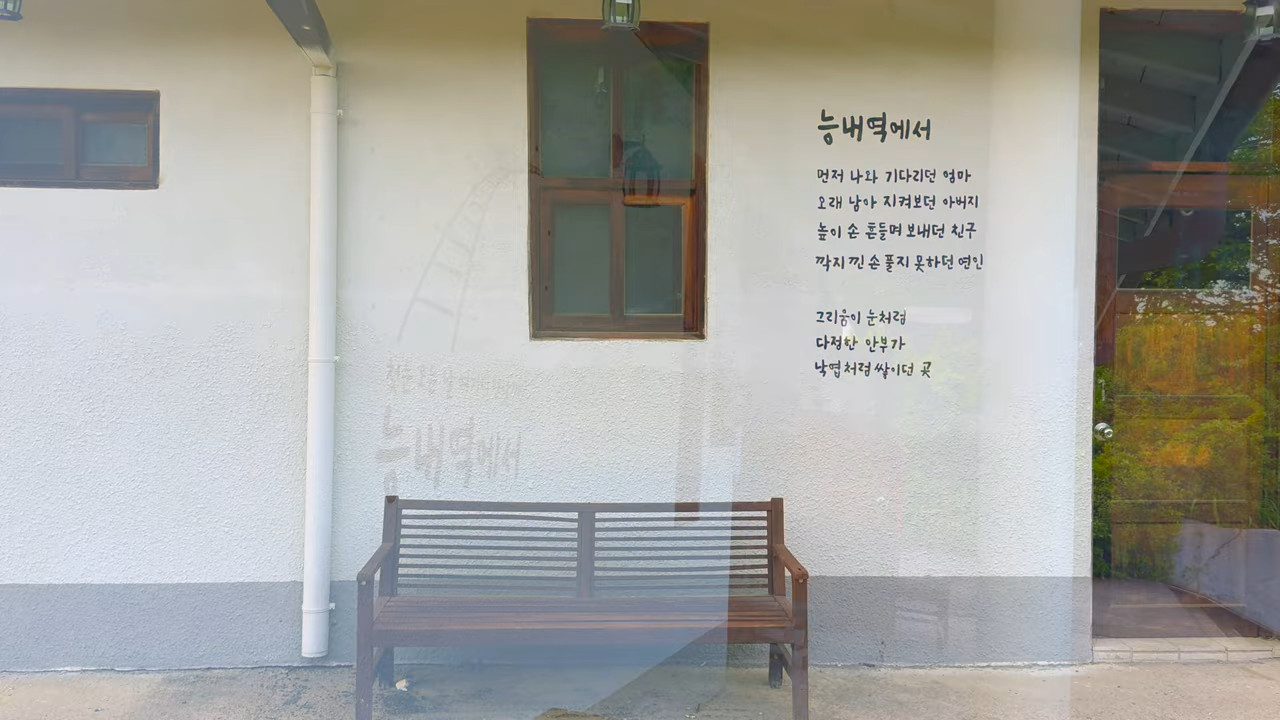 능내역에서
먼저 나와 기다리던 엄마
오래 남아 지켜보던 아버지
높이 손 흔들며 보내던 친구
깍지 낀 손 풀지 못하던 연인
그리움이 눈처럼
다정한 안부가
낙엽처럼 쌓이던 곳
능내역에서